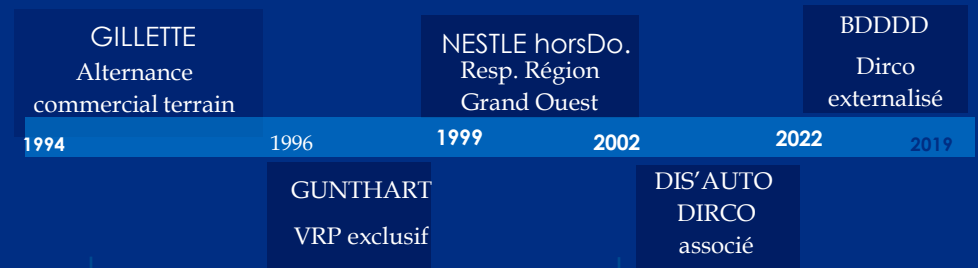 GILLETTE
Alternance
commercial terrain
NESTLE horsDo.
Resp. Région
Grand Ouest
BDDDD
Dirco
externalisé
1994 1996 1999 2002 2022 2019
GUNTHART
VRP exclusif
DIS’AUTO
DIRCO
associé